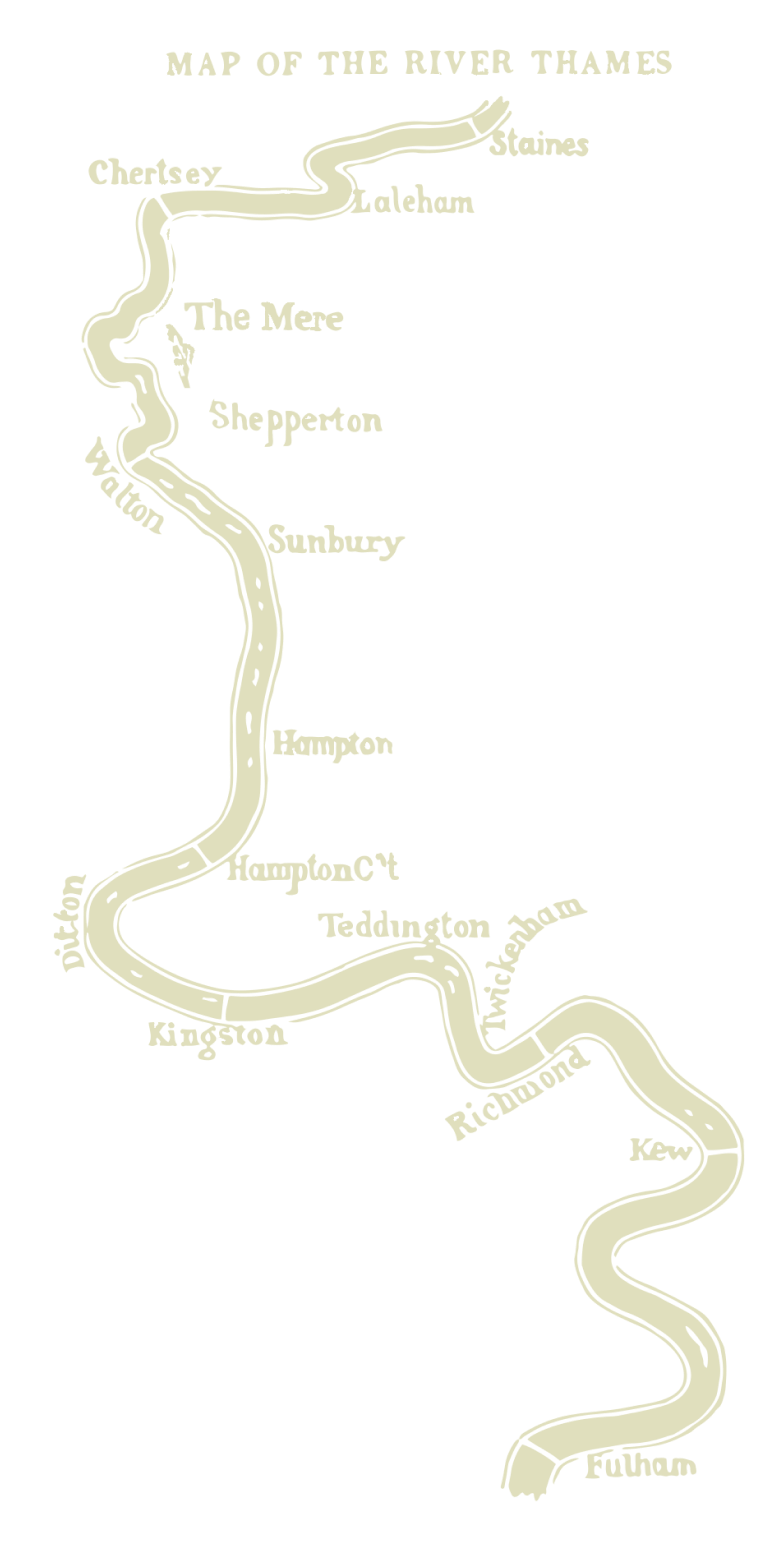 MAP OF THE RIVER THAMES
Staines
Chertsey
Laleham
The Mere
Shepperton
Walton
Sunbury
Hampton
Hampton C't
Ditton
Teddington
Twickenham
Kingston
Richmond
Kew
Fulham